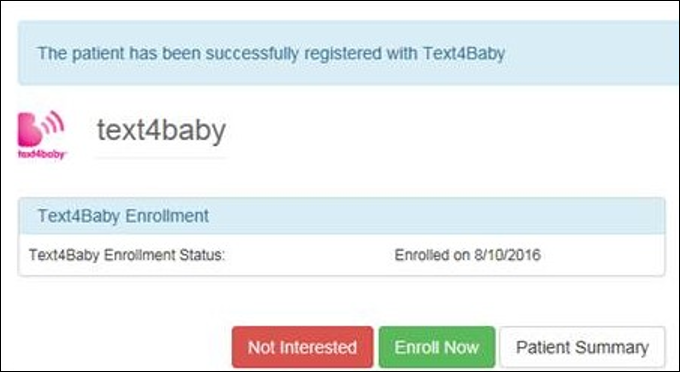 The patient has been successfully registered with Text4Baby
text4baby
text4baby
Text4Baby Enrollment
Text4Baby Enrollment Status: Enrolled on 8/10/2016
Not Interested Enroll Now Patient Summary